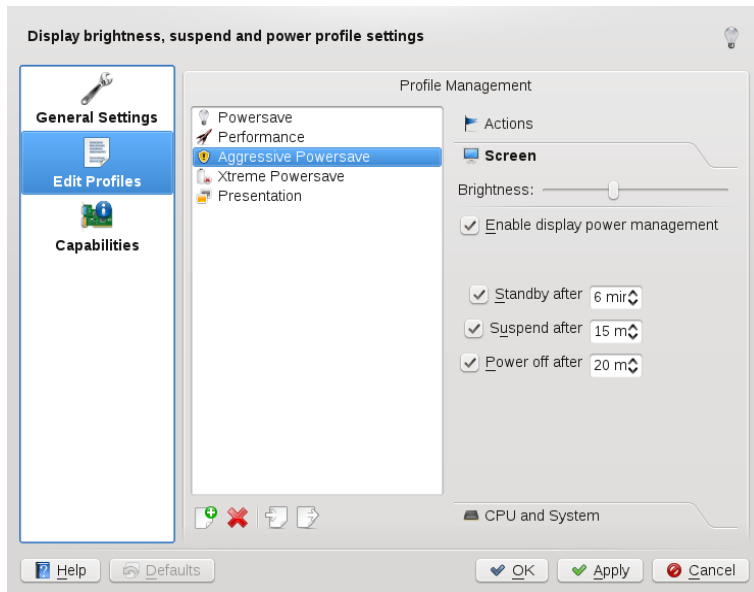 Display brightness, suspend and power profile settings
General Settings
Edit Profiles
Capabilities
Profile Management
Powersave
Performance
Aggressive Powersave
Xtreme Powersave
Presentation
Actions
Screen
Brightness:
Enable display power management
Standby after 6 mir
Suspend after 15 m
Power off after 20 m
CPU and System
Help
Defaults
OK
Apply
Cancel